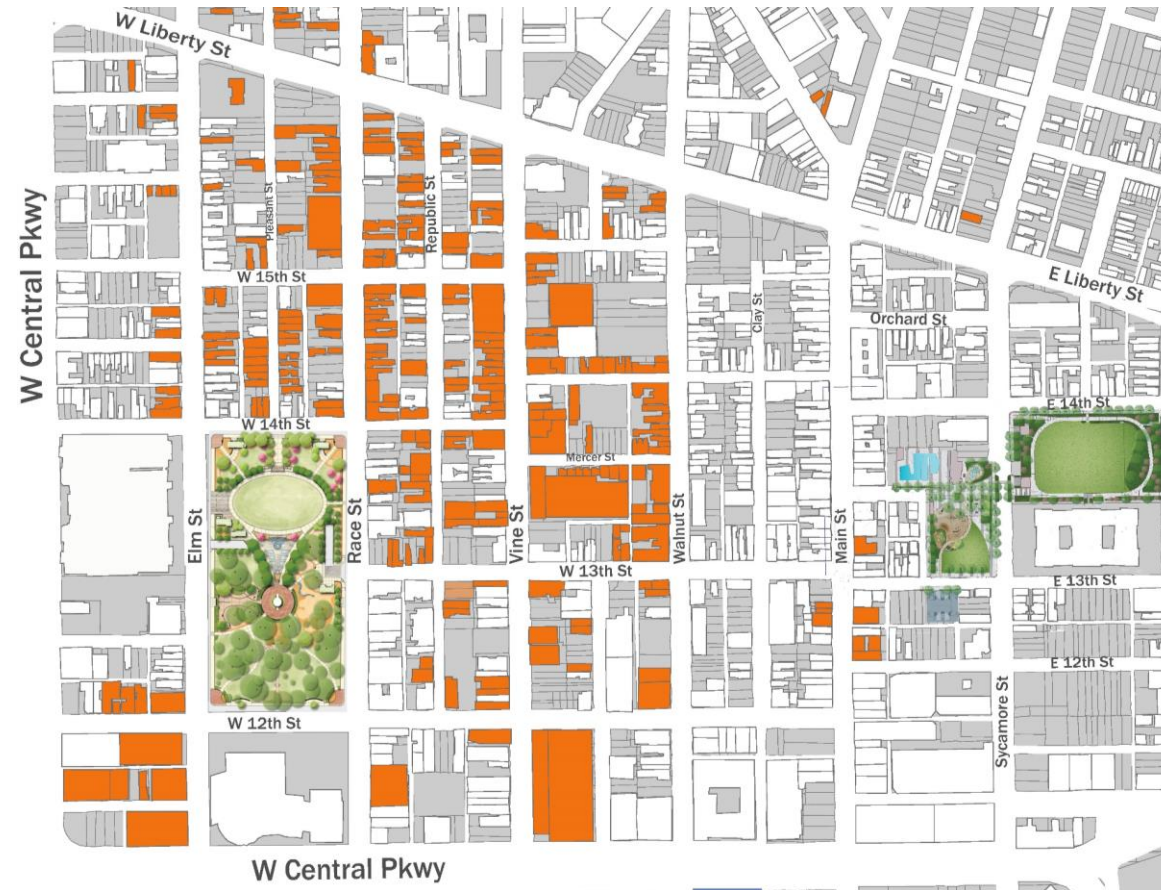 W Liberty St
W Central Pkwy
Pleasant St
Republic St
W 15th St
Clay St
E Liberty St
Orchard St
E 14th St
W 14th St
Mercer St
Elm St
Race St
Vine St
Walnut St
Main St
W 13th St
E 13th St
E 12th St
Sycamore St
W 12th St
W Central Pkwy